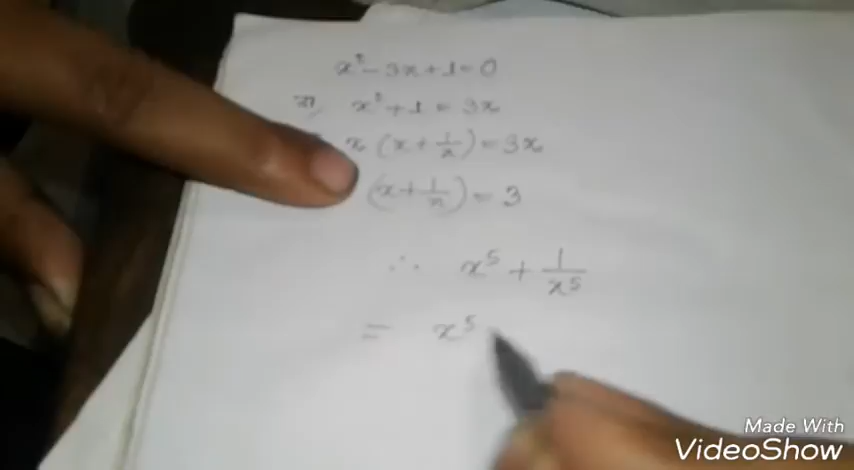 x² - 3x + 1 = 0
বা, x² + 1 = 3x
x (x + 1/x) = 3x
(x + 1/x) = 3
∴ x⁵ + 1/x⁵
= x⁵
Made With
VideoShow